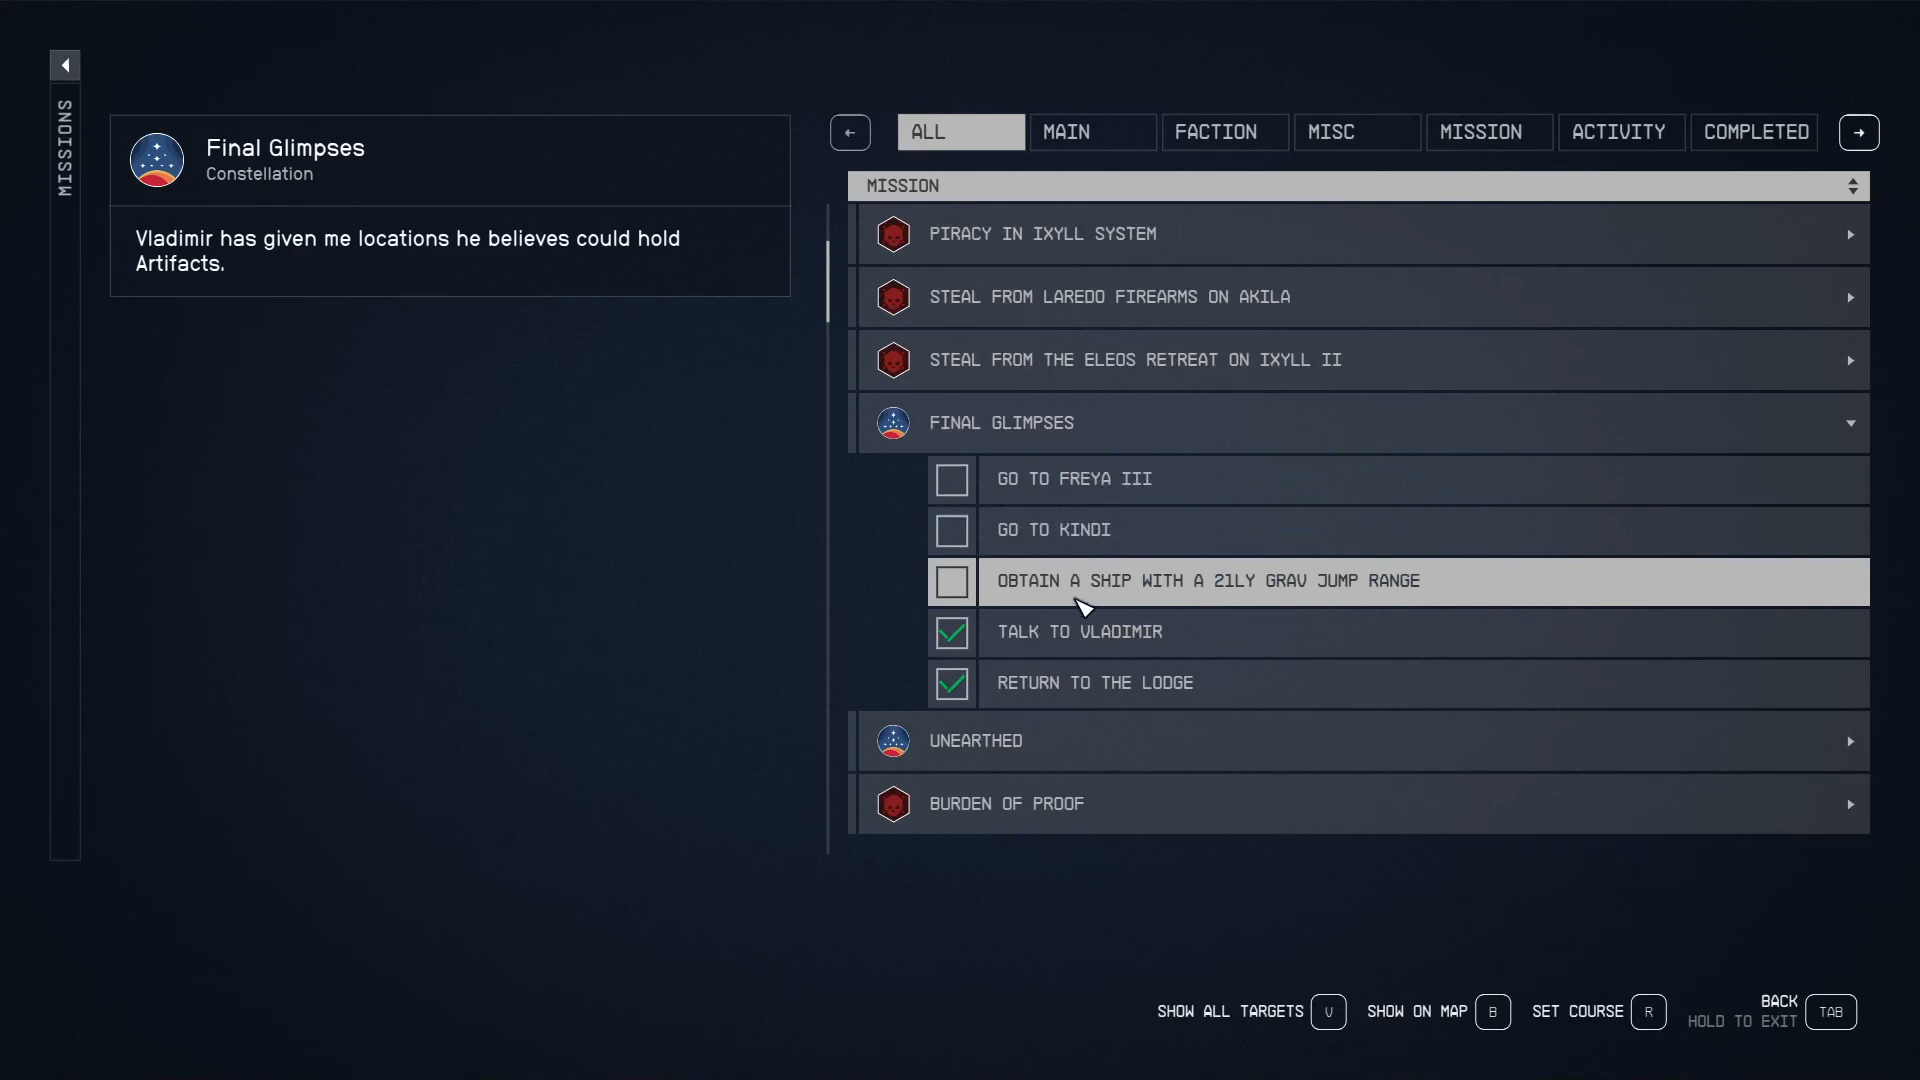 MISSIONS
Final Glimpses
Constellation
Vladimir has given me locations he believes could hold
Artifacts.
ALL
MAIN
FACTION
MISC
MISSION
ACTIVITY
COMPLETED
MISSION
PIRACY IN IXYLL SYSTEM
STEAL FROM LAREDO FIREARMS ON AKILA
STEAL FROM THE ELEOS RETREAT ON IXYLL II
FINAL GLIMPSES
GO TO FREYA III
GO TO KINDI
OBTAIN A SHIP WITH A 21LY GRAV JUMP RANGE
TALK TO VLADIMIR
RETURN TO THE LODGE
UNEARTHED
BURDEN OF PROOF
SHOW ALL TARGETS V
SHOW ON MAP B
SET COURSE R
BACK
HOLD TO EXIT
TAB